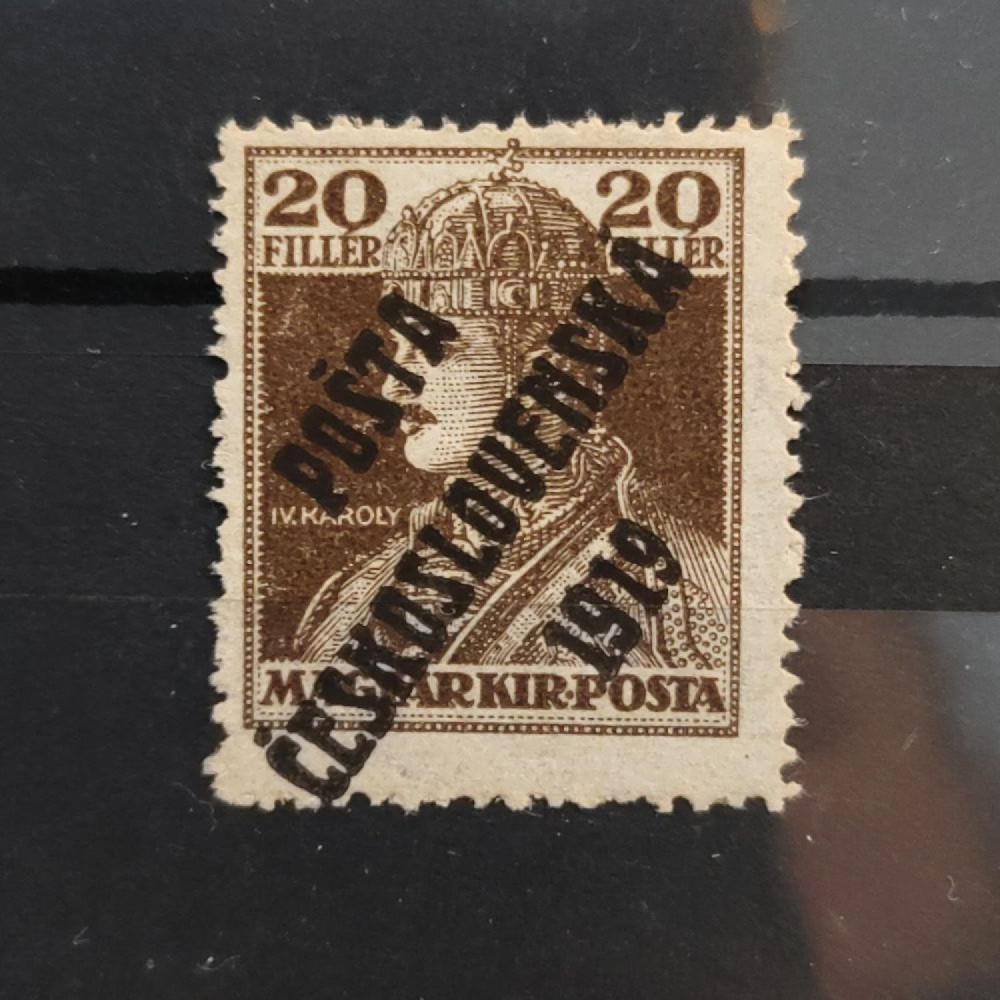 20 20
FILLER FILLER
POŠTA
ČESKOSLOVENSKÁ
1919
IV. KÁROLY
MAGYAR KIR·POSTA